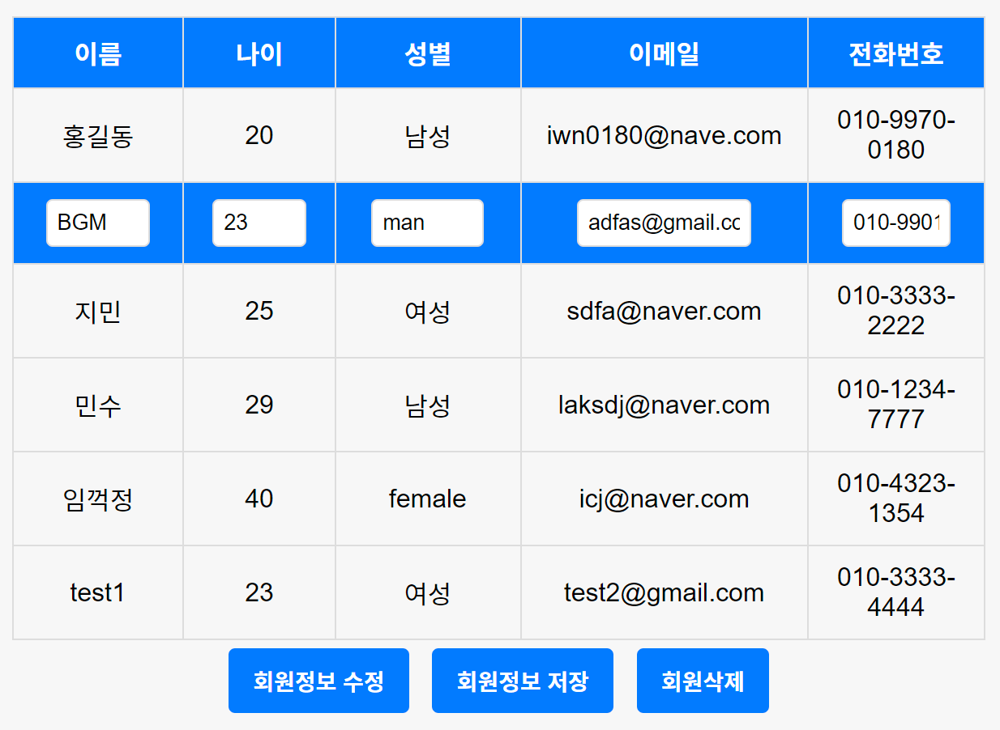 이름 나이 성별 이메일 전화번호
홍길동 20 남성 iwn0180@nave.com 010-9970-
0180
BGM 23 man adfas@gmail.co 010-9901
지민 25 여성 sdfa@naver.com 010-3333-
2222
민수 29 남성 laksdj@naver.com 010-1234-
7777
임꺽정 40 female icj@naver.com 010-4323-
1354
test1 23 여성 test2@gmail.com 010-3333-
4444
회원정보 수정 회원정보 저장 회원삭제